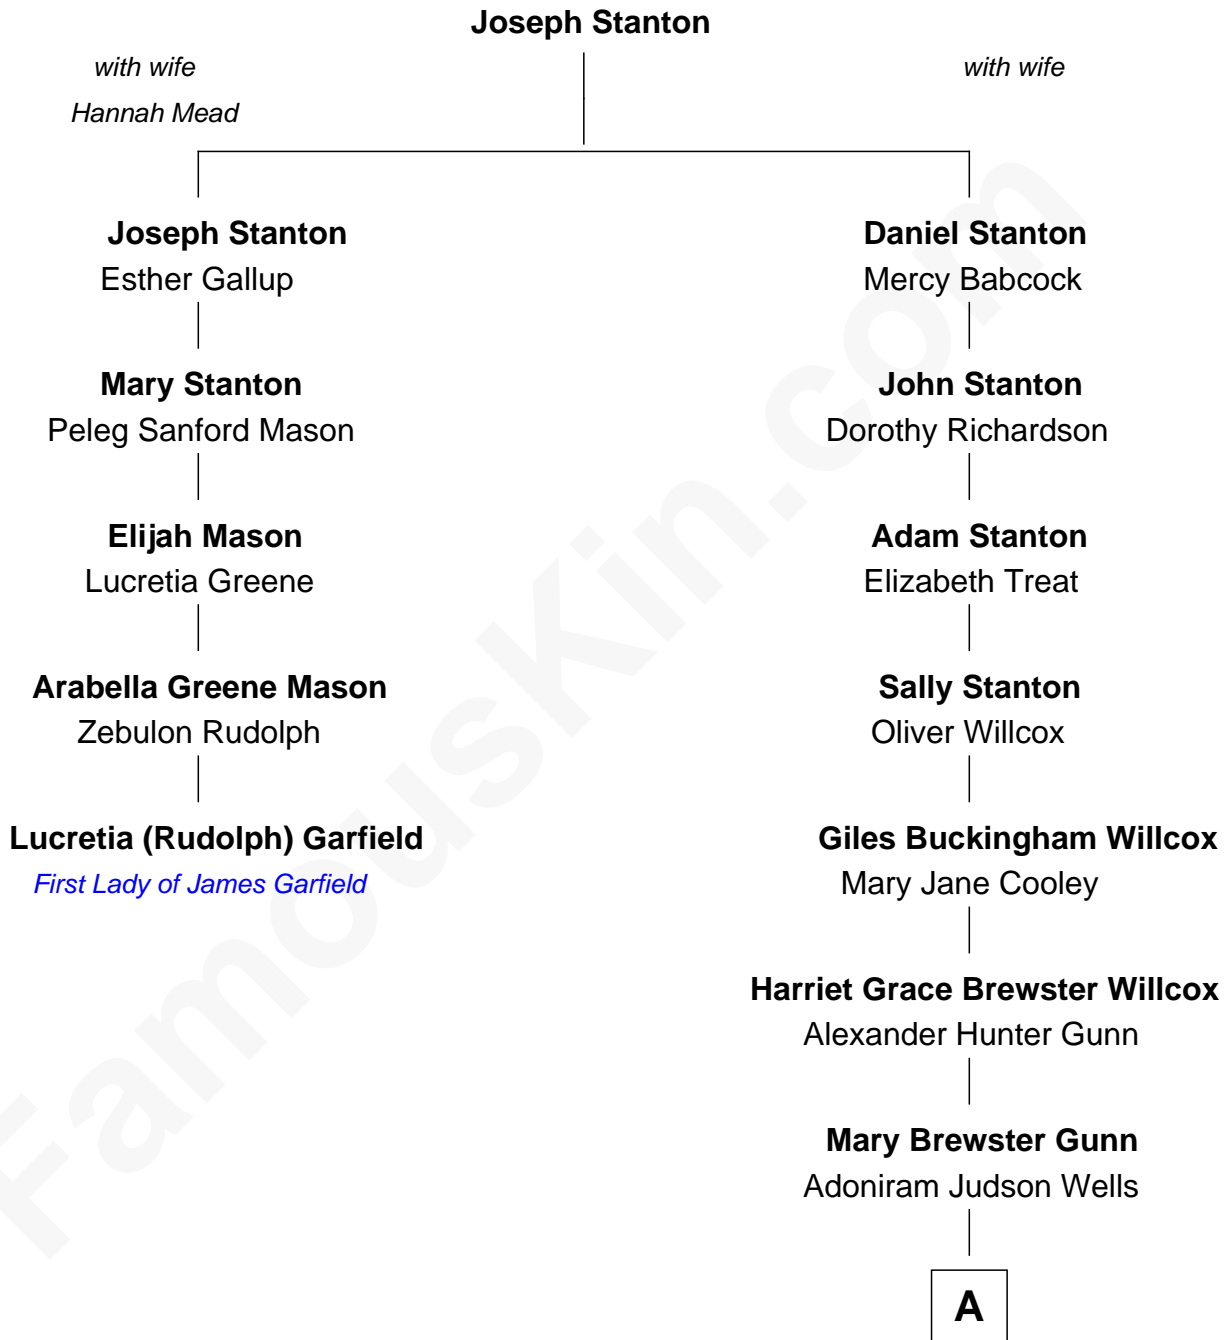 Joseph Stanton
with wife
with wife
Hannah Mead
Joseph Stanton
Esther Gallup
Daniel Stanton
Mercy Babcock
Mary Stanton
Peleg Sanford Mason
John Stanton
Dorothy Richardson
Elijah Mason
Lucretia Greene
Adam Stanton
Elizabeth Treat
Arabella Greene Mason
Zebulon Rudolph
Sally Stanton
Oliver Willcox
Lucretia (Rudolph) Garfield
First Lady of James Garfield
Giles Buckingham Willcox
Mary Jane Cooley
Harriet Grace Brewster Willcox
Alexander Hunter Gunn
Mary Brewster Gunn
Adoniram Judson Wells
A
FamousKin.com